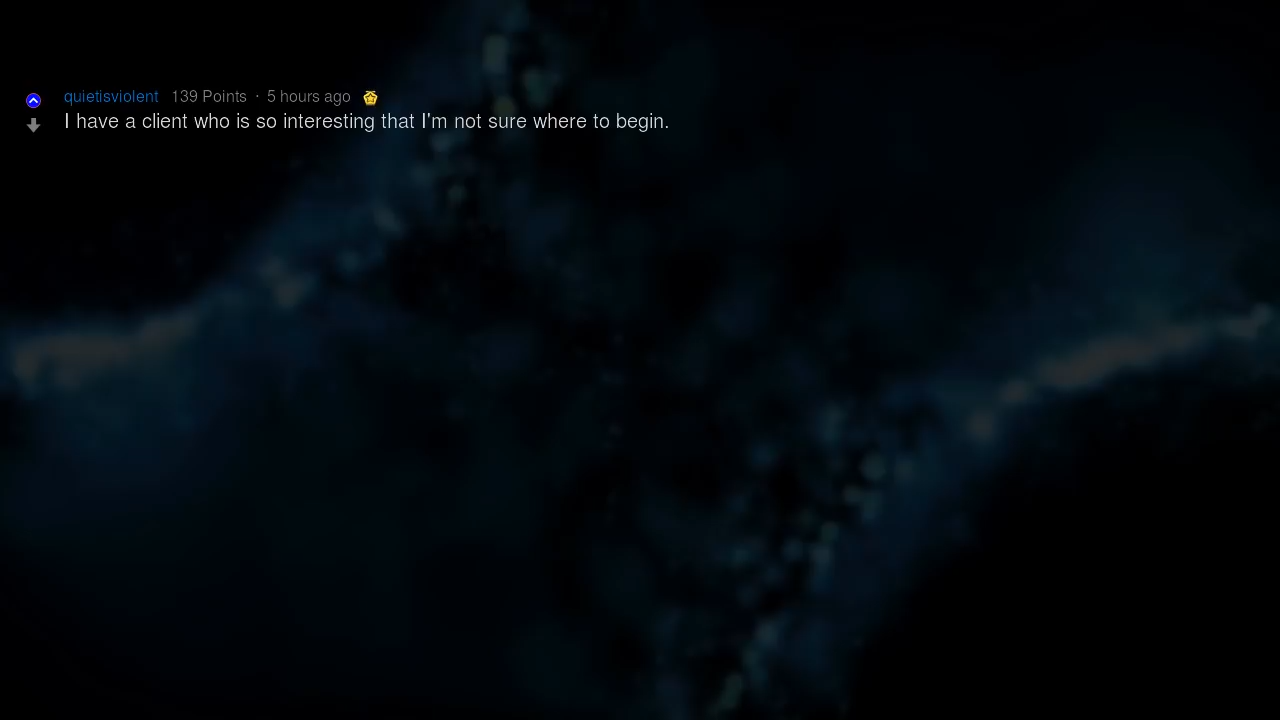 quietisviolent 139 Points · 5 hours ago
I have a client who is so interesting that I'm not sure where to begin.